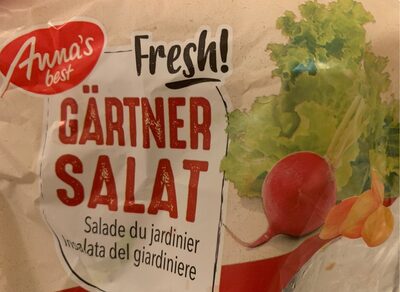 Anna's
best
Fresh!
GÄRTNER
SALAT
Salade du jardinier
Insalata del giardiniere